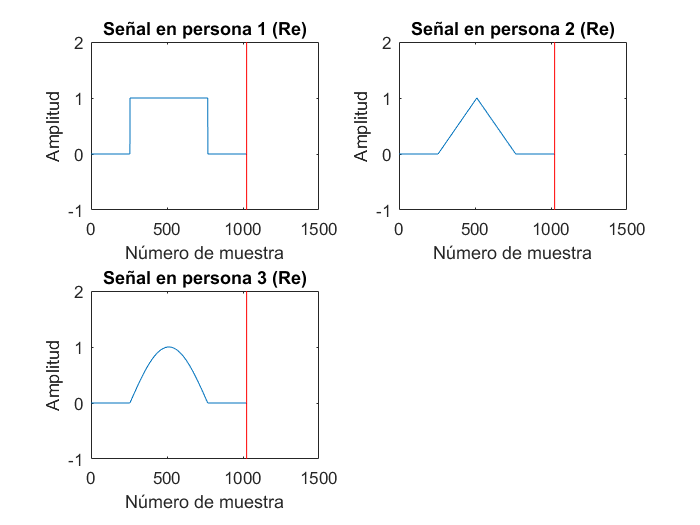 Señal en persona 1 (Re)
2
1
0
-1
Amplitud
0 500 1000 1500
Número de muestra
Señal en persona 2 (Re)
2
1
0
-1
Amplitud
0 500 1000 1500
Número de muestra
Señal en persona 3 (Re)
2
1
0
-1
Amplitud
0 500 1000 1500
Número de muestra